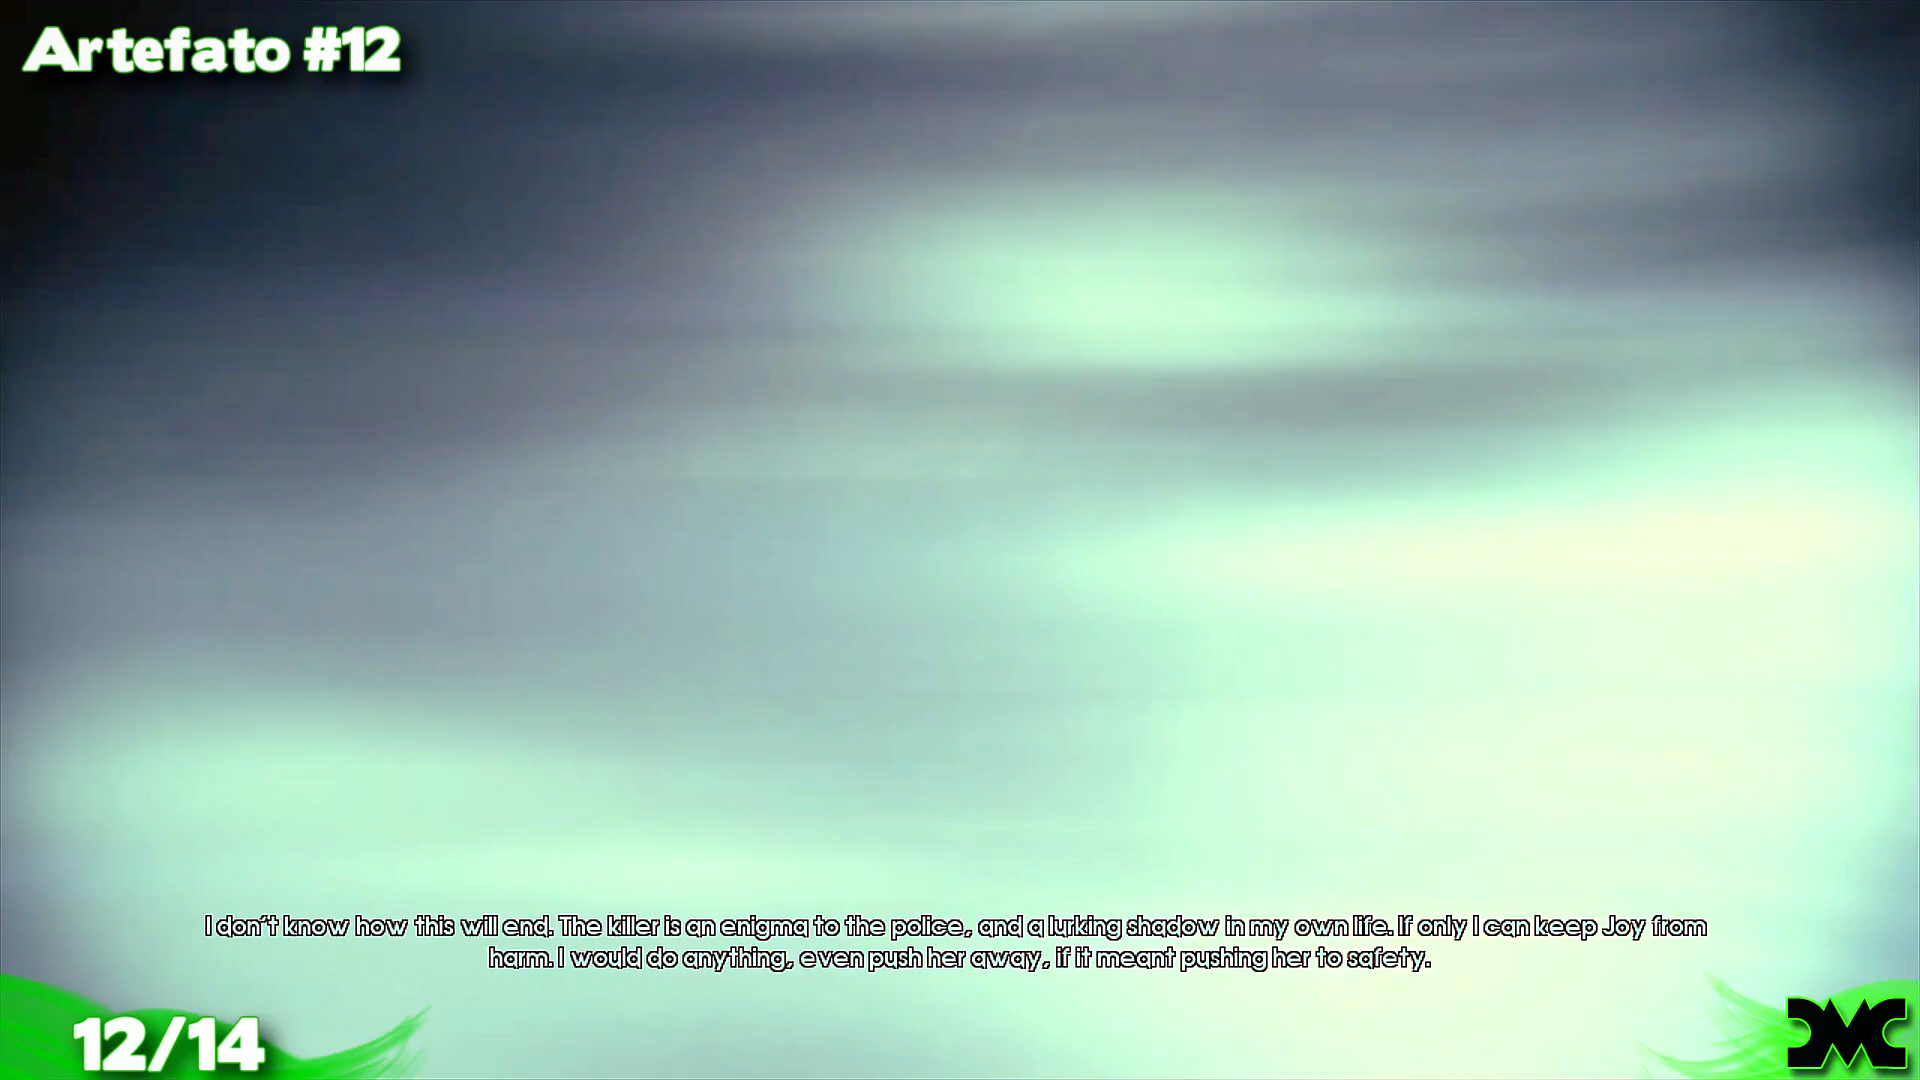 Artefato #12
I don't know how this will end. The killer is an enigma to the police, and a lurking shadow in my own life. If only I can keep Joy from
harm. I would do anything, even push her away, if it meant pushing her to safety.
12/14
DMC